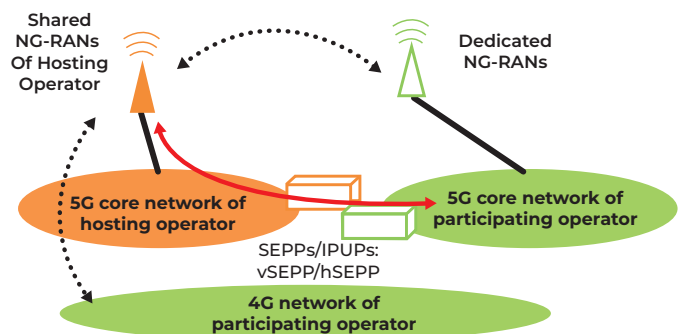 Shared
NG-RANs
Of Hosting
Operator
Dedicated
NG-RANs
5G core network of
hosting operator
5G core network of
participating operator
SEPPs/IPUPs:
vSEPP/hSEPP
4G network of
participating operator